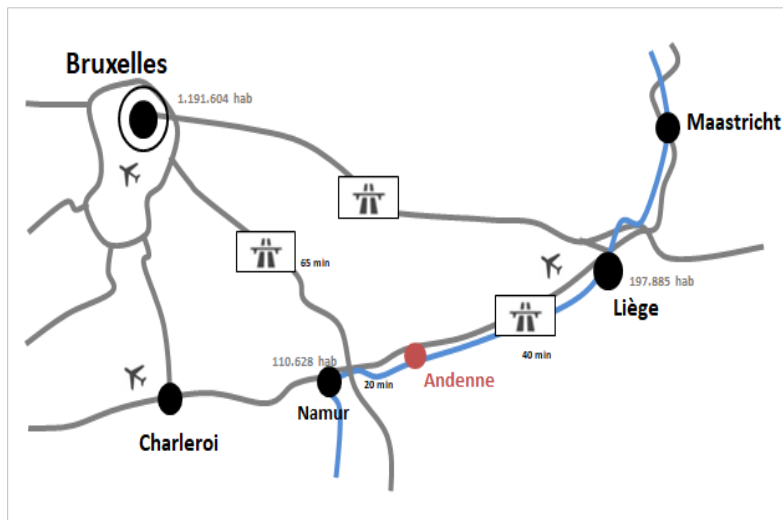 Bruxelles
1.191.604 hab
Maastricht
65 min
197.885 hab
Liège
40 min
110.628 hab
20 min
Andenne
Namur
Charleroi